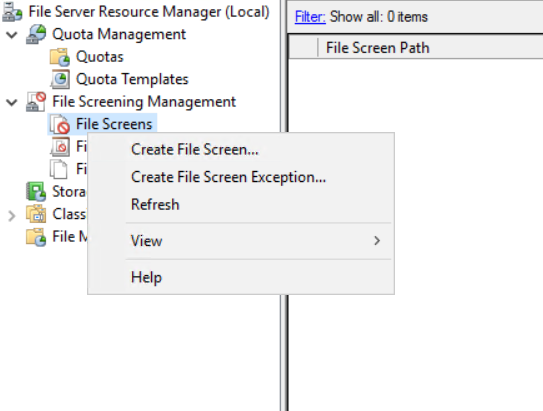 File Server Resource Manager (Local)
Quota Management
Quotas
Quota Templates
File Screening Management
File Screens
Fi
Fi
Stora
Class
File M
Create File Screen...
Create File Screen Exception...
Refresh
View
Help
Filter: Show all: 0 items
File Screen Path